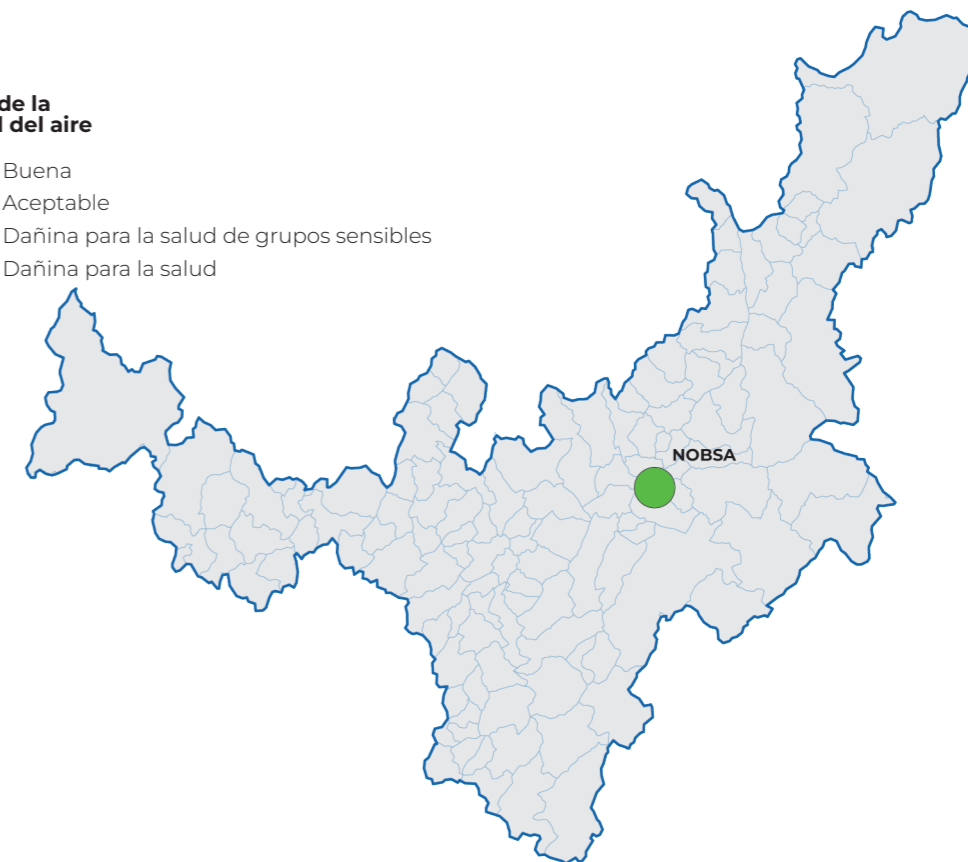 de la
l del aire
Buena
Aceptable
Dañina para la salud de grupos sensibles
Dañina para la salud
NOBSA